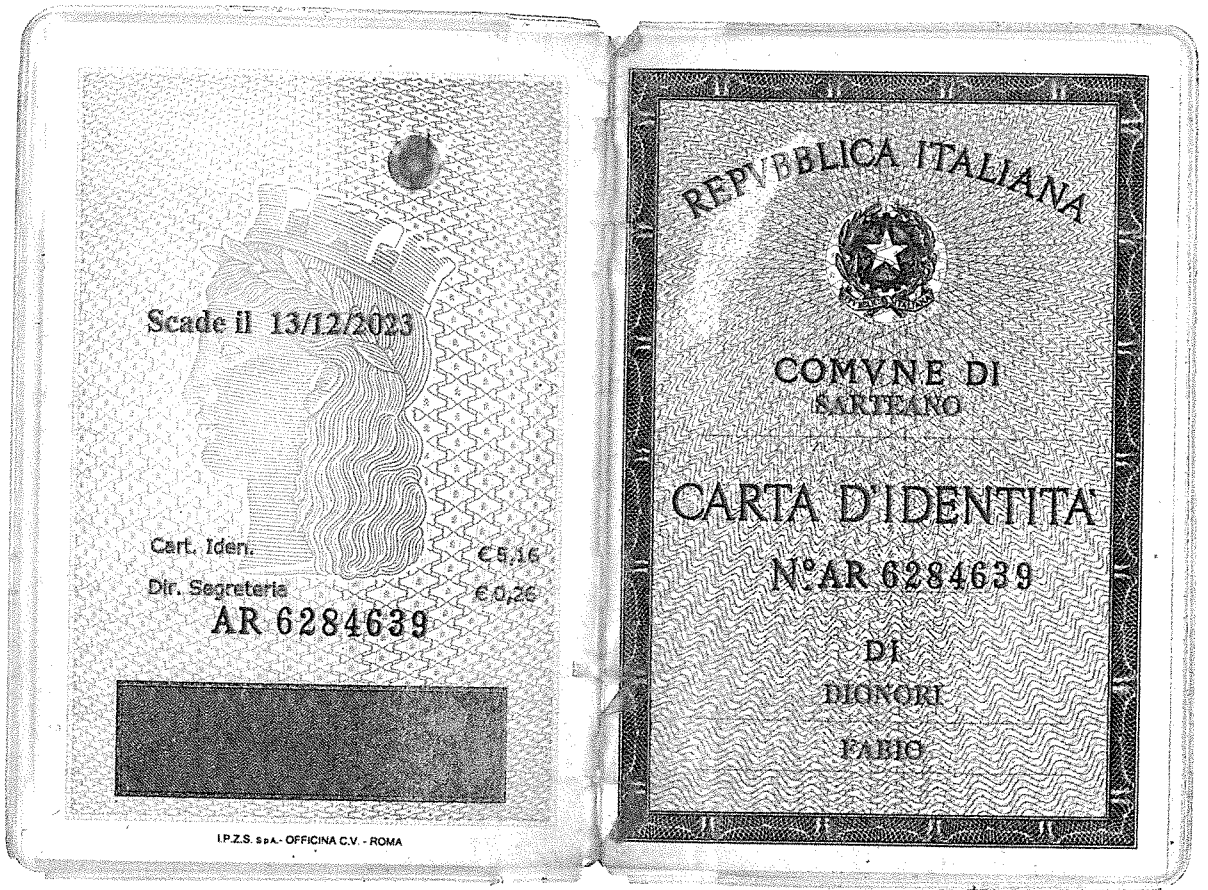 Scade il 13/12/2023
Cart. Iden. € 5,16
Dir. Segreteria € 0,26
AR 6284639
I.P.Z.S. S.p.A. - OFFICINA C.V. - ROMA
REPVBBLICA ITALIANA
COMVNE DI
SARTEANO
CARTA D'IDENTITA'
N° AR 6284639
DI
DIONORI
FABIO